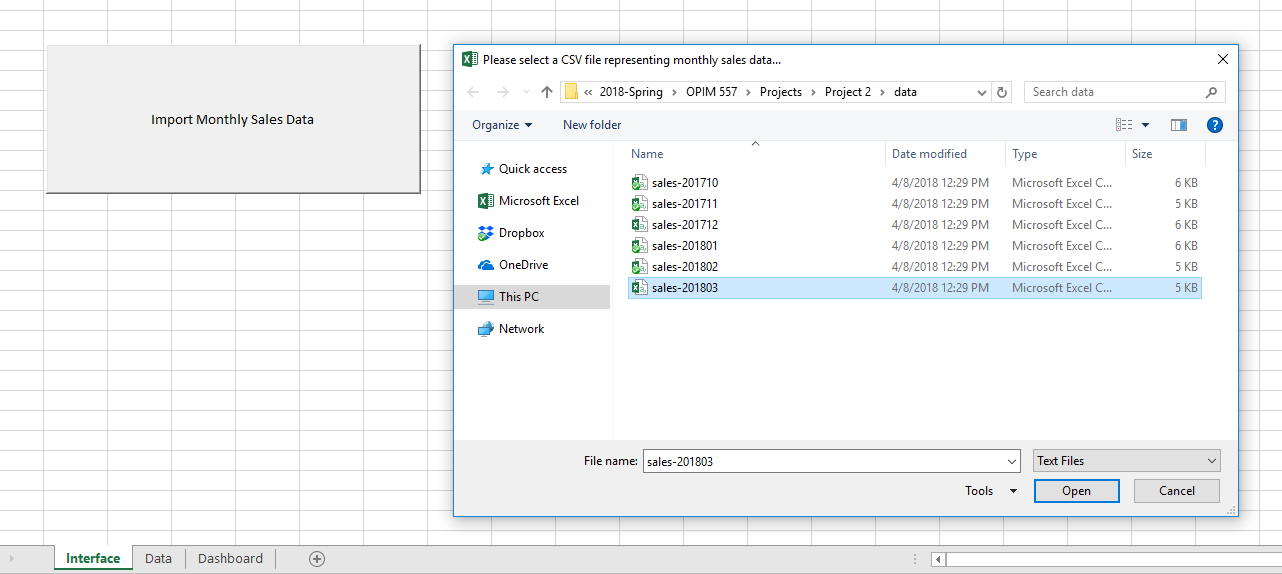 Import Monthly Sales Data
Please select a CSV file representing monthly sales data...
« 2018-Spring > OPIM 557 > Projects > Project 2 > data
Search data
Organize
New folder
Name Date modified Type Size
Quick access
Microsoft Excel
Dropbox
OneDrive
This PC
Network
sales-201710 4/8/2018 12:29 PM Microsoft Excel C... 6 KB
sales-201711 4/8/2018 12:29 PM Microsoft Excel C... 5 KB
sales-201712 4/8/2018 12:29 PM Microsoft Excel C... 6 KB
sales-201801 4/8/2018 12:29 PM Microsoft Excel C... 6 KB
sales-201802 4/8/2018 12:29 PM Microsoft Excel C... 5 KB
sales-201803 4/8/2018 12:29 PM Microsoft Excel C... 5 KB
File name: sales-201803 Text Files
Tools Open Cancel
Interface Data Dashboard